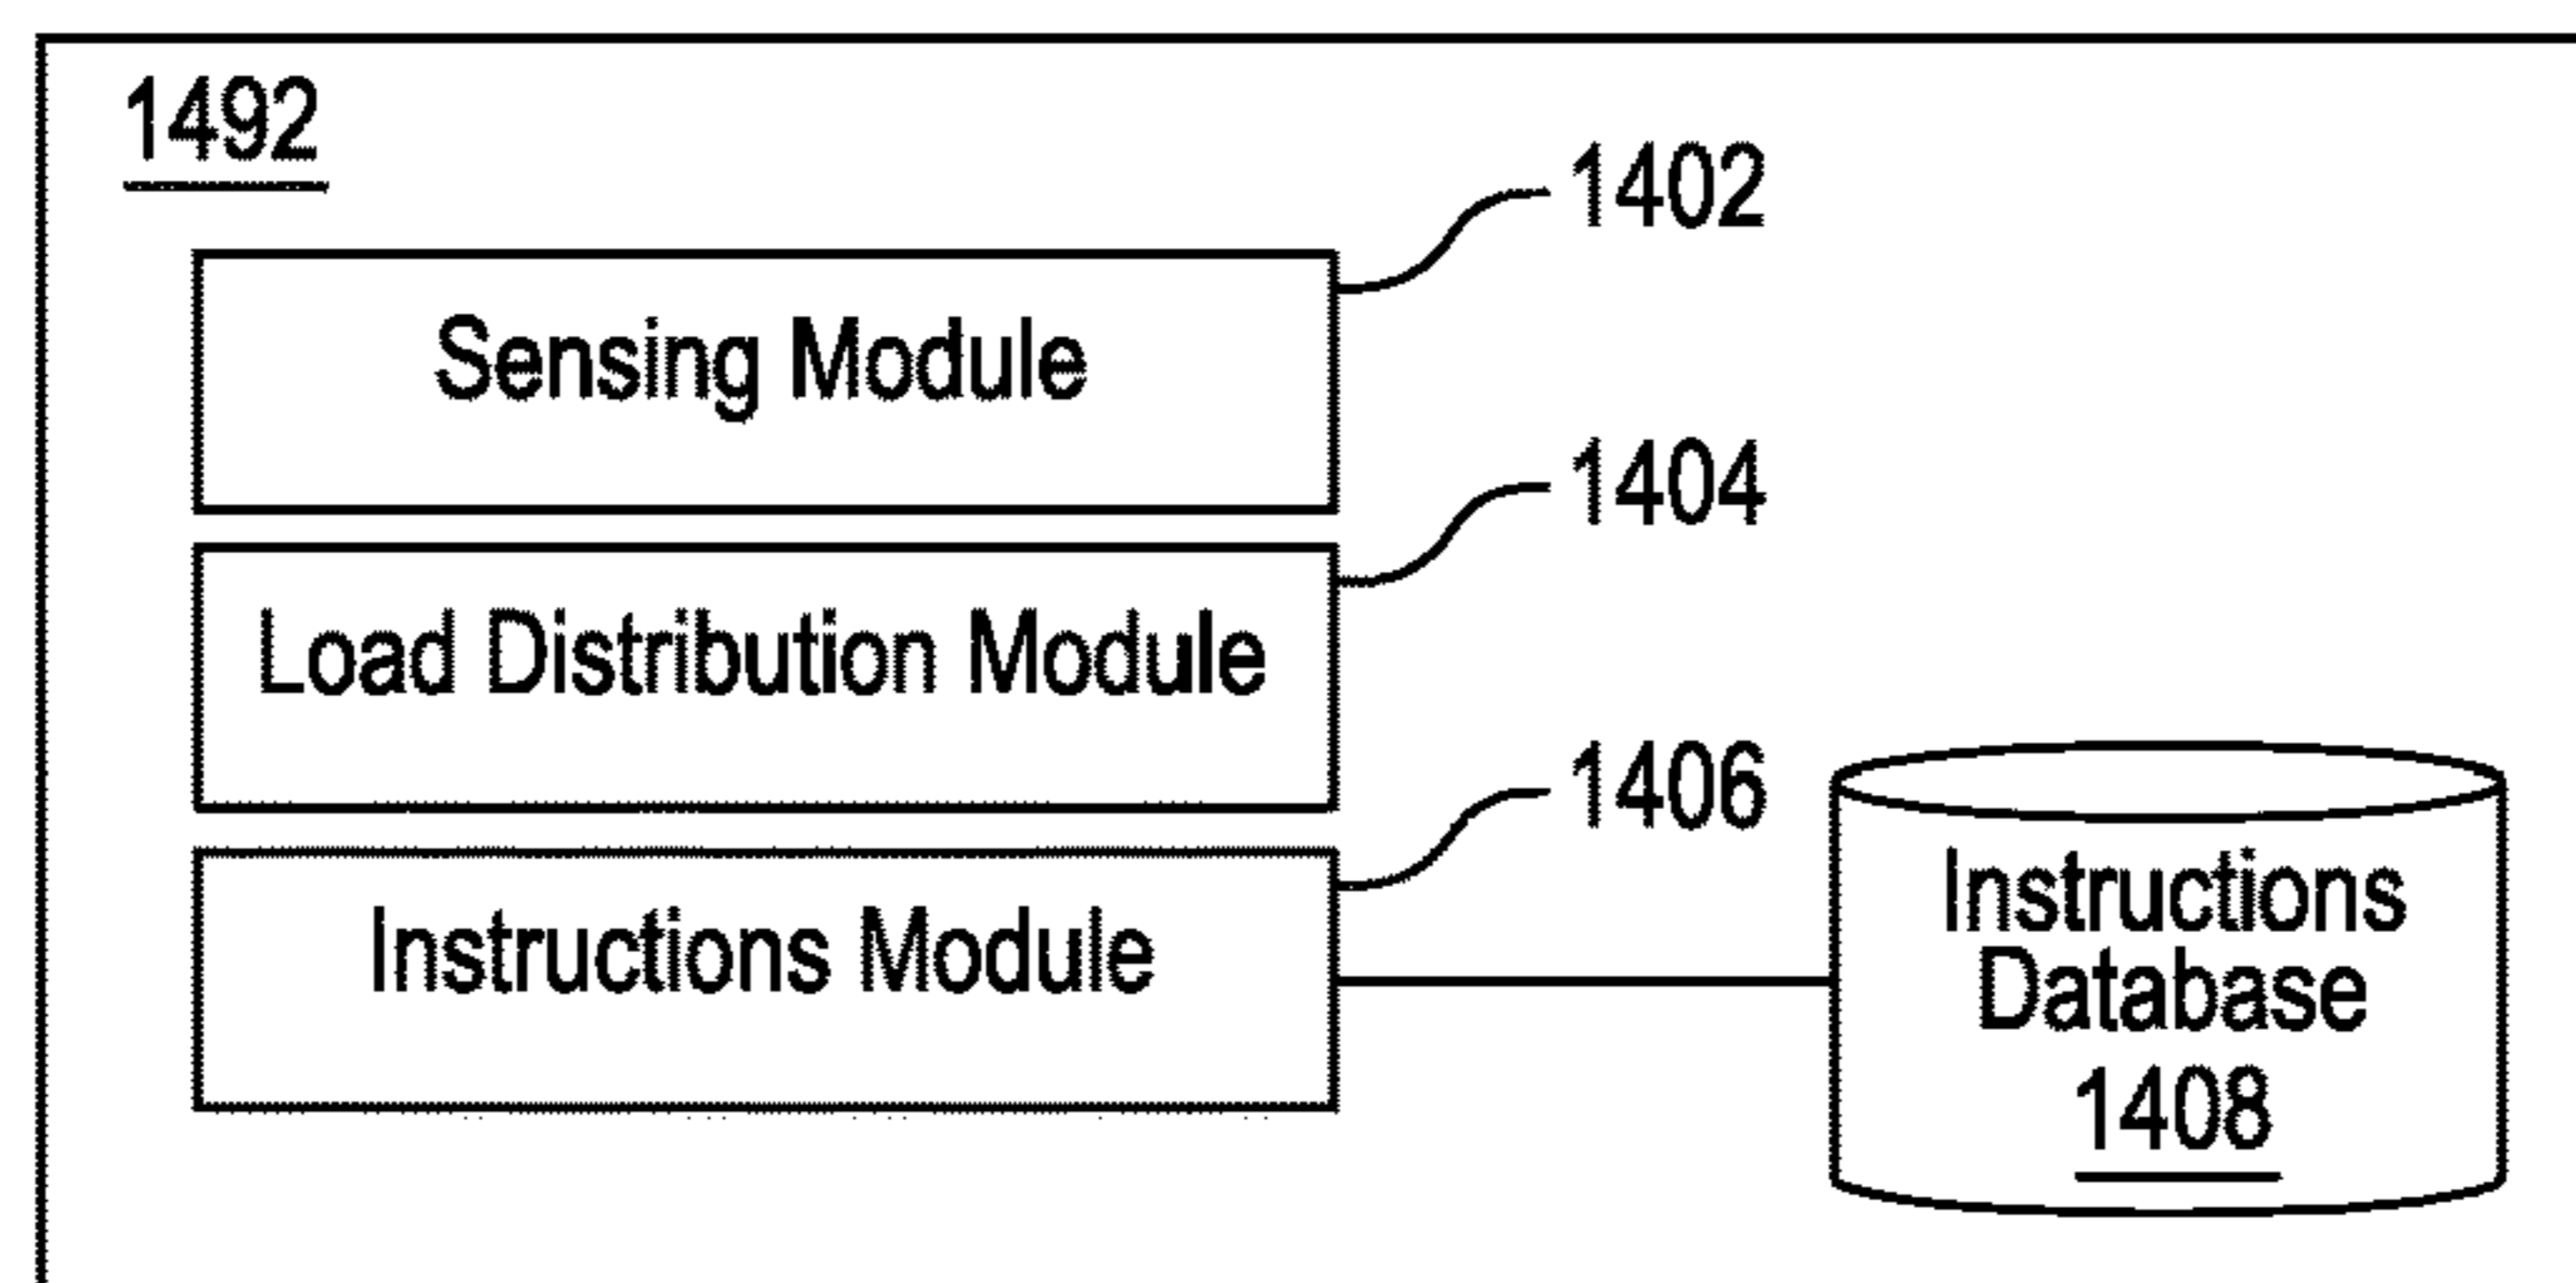 1492
1402
Sensing Module
1404
Load Distribution Module
1406
Instructions Module
Instructions
Database
1408